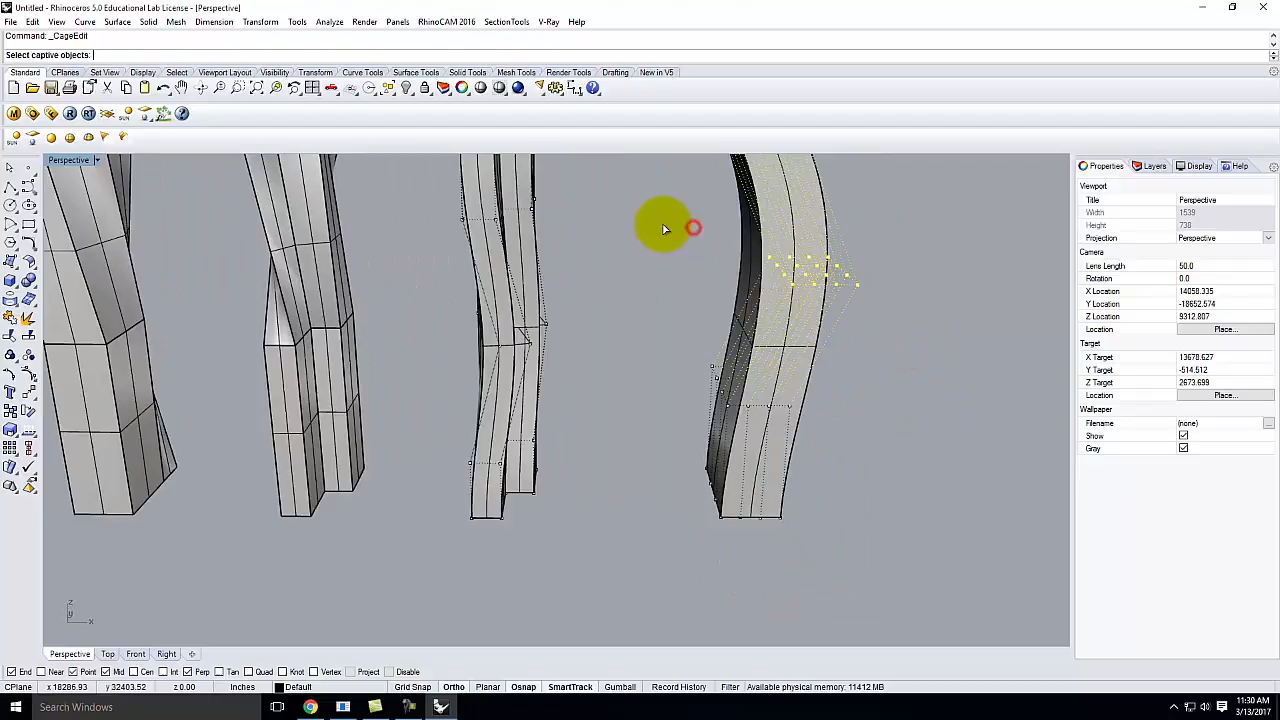 Untitled - Rhinoceros 5.0 Educational Lab License - [Perspective]
File Edit View Curve Surface Solid Mesh Dimension Transform Tools Analyze Render Panels RhinoCAM 2016 SectionTools V-Ray Help
Command: _CageEdit
Select captive objects:
Standard CPlanes Set View Display Select Viewport Layout Visibility Transform Curve Tools Surface Tools Solid Tools Mesh Tools Render Tools Drafting New in V5
M R RT SUN
SUN
Perspective
Properties Layers Display Help
Viewport
Title Perspective
Width 1539
Height 738
Projection Perspective
Camera
Lens Length 50.0
Rotation 0.0
X Location 14058.335
Y Location -18652.574
Z Location 9312.807
Location Place...
Target
X Target 13678.627
Y Target -514.512
Z Target 2673.699
Location Place...
Wallpaper
Filename (none) ...
Show
Gray
z
y
x
Perspective Top Front Right
End Near Point Mid Cen Int Perp Tan Quad Knot Vertex Project Disable
CPlane x 18286.93 y 32403.52 z 0.00 Inches Default Grid Snap Ortho Planar Osnap SmartTrack Gumball Record History Filter Available physical memory: 11412 MB
Search Windows
11:30 AM
3/13/2017